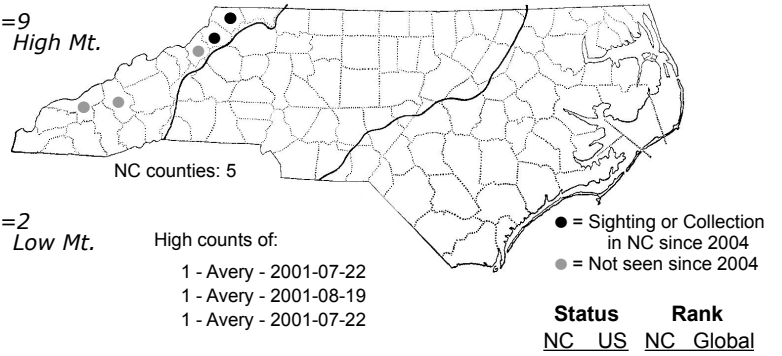 =9
High Mt.
NC counties: 5
=2
Low Mt.
High counts of:
1 - Avery - 2001-07-22
1 - Avery - 2001-08-19
1 - Avery - 2001-07-22
● = Sighting or Collection
in NC since 2004
● = Not seen since 2004
Status Rank
NC US NC Global